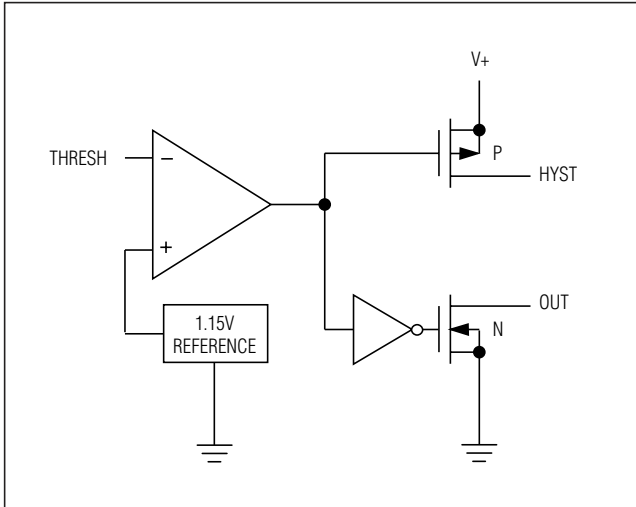 V+
THRESH
−
P
HYST
+
OUT
1.15V
REFERENCE
N